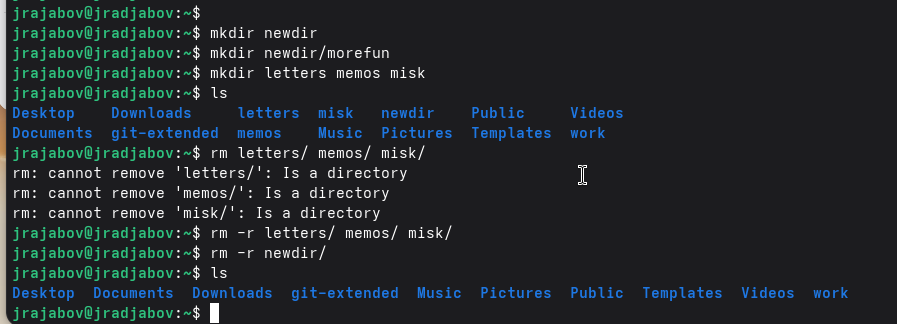 jrajabov@jradjabov:~$
jrajabov@jradjabov:~$ mkdir newdir
jrajabov@jradjabov:~$ mkdir newdir/morefun
jrajabov@jradjabov:~$ mkdir letters memos misk
jrajabov@jradjabov:~$ ls
Desktop    Downloads     letters  misk   newdir    Public     Videos
Documents  git-extended  memos    Music  Pictures  Templates  work
jrajabov@jradjabov:~$ rm letters/ memos/ misk/
rm: cannot remove 'letters/': Is a directory
rm: cannot remove 'memos/': Is a directory
rm: cannot remove 'misk/': Is a directory
jrajabov@jradjabov:~$ rm -r letters/ memos/ misk/
jrajabov@jradjabov:~$ rm -r newdir/
jrajabov@jradjabov:~$ ls
Desktop  Documents  Downloads  git-extended  Music  Pictures  Public  Templates  Videos  work
jrajabov@jradjabov:~$